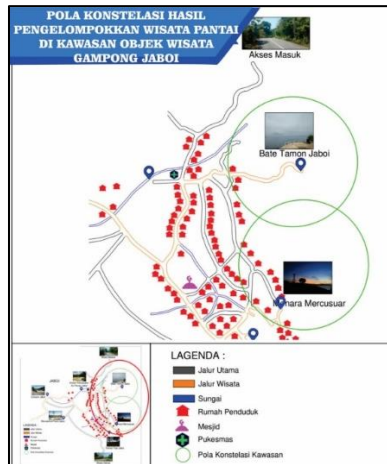 POLA KONSTELASI HASIL
PENGELOMPOKKAN WISATA PANTAI
DI KAWASAN OBJEK WISATA
GAMPONG JABOI
Akses Masuk
Bate Tamon Jaboi
Menara Mercusuar
LAGENDA :
Jalur Utama
Jalur Wisata
Sungai
Rumah Penduduk
Mesjid
Pukesmas
Pola Konstelasi Kawasan